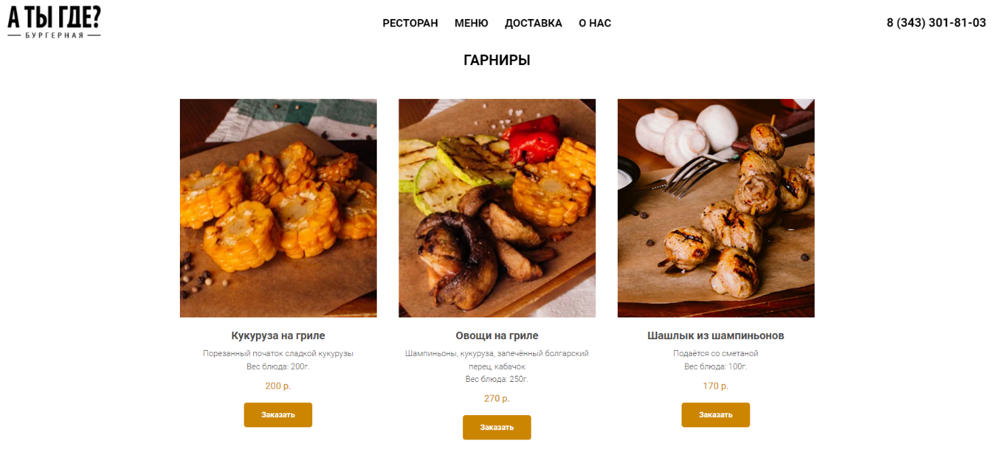 А ТЫ ГДЕ?
БУРГЕРНАЯ
РЕСТОРАН МЕНЮ ДОСТАВКА О НАС
8 (343) 301-81-03
ГАРНИРЫ
Кукуруза на гриле
Порезанный початок сладкой кукурузы
Вес блюда: 200г.
200 р.
Заказать
Овощи на гриле
Шампиньоны, кукуруза, запечённый болгарский
перец, кабачок
Вес блюда: 250г.
270 р.
Заказать
Шашлык из шампиньонов
Подаётся со сметаной
Вес блюда: 100г.
170 р.
Заказать